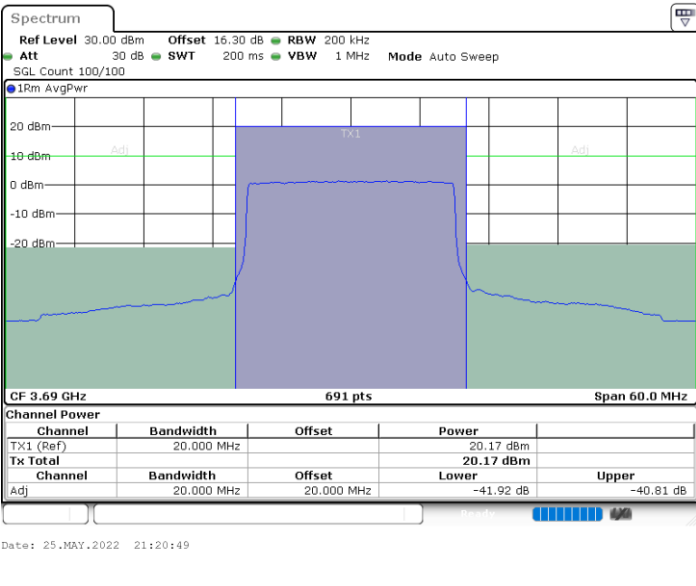 Spectrum
Ref Level 30.00 dBm Offset 16.30 dB RBW 200 kHz
Att 30 dB SWT 200 ms VBW 1 MHz Mode Auto Sweep
SGL Count 100/100
1Rm AvgPwr
20 dBm
TX1
Adj Adj
10 dBm
0 dBm
-10 dBm
-20 dBm
CF 3.69 GHz 691 pts Span 60.0 MHz
Channel Power
Channel Bandwidth Offset Power
TX1 (Ref) 20.000 MHz 20.17 dBm
Tx Total 20.17 dBm
Channel Bandwidth Offset Lower Upper
Adj 20.000 MHz 20.000 MHz -41.92 dB -40.81 dB
Ready
Date: 25.MAY.2022 21:20:49